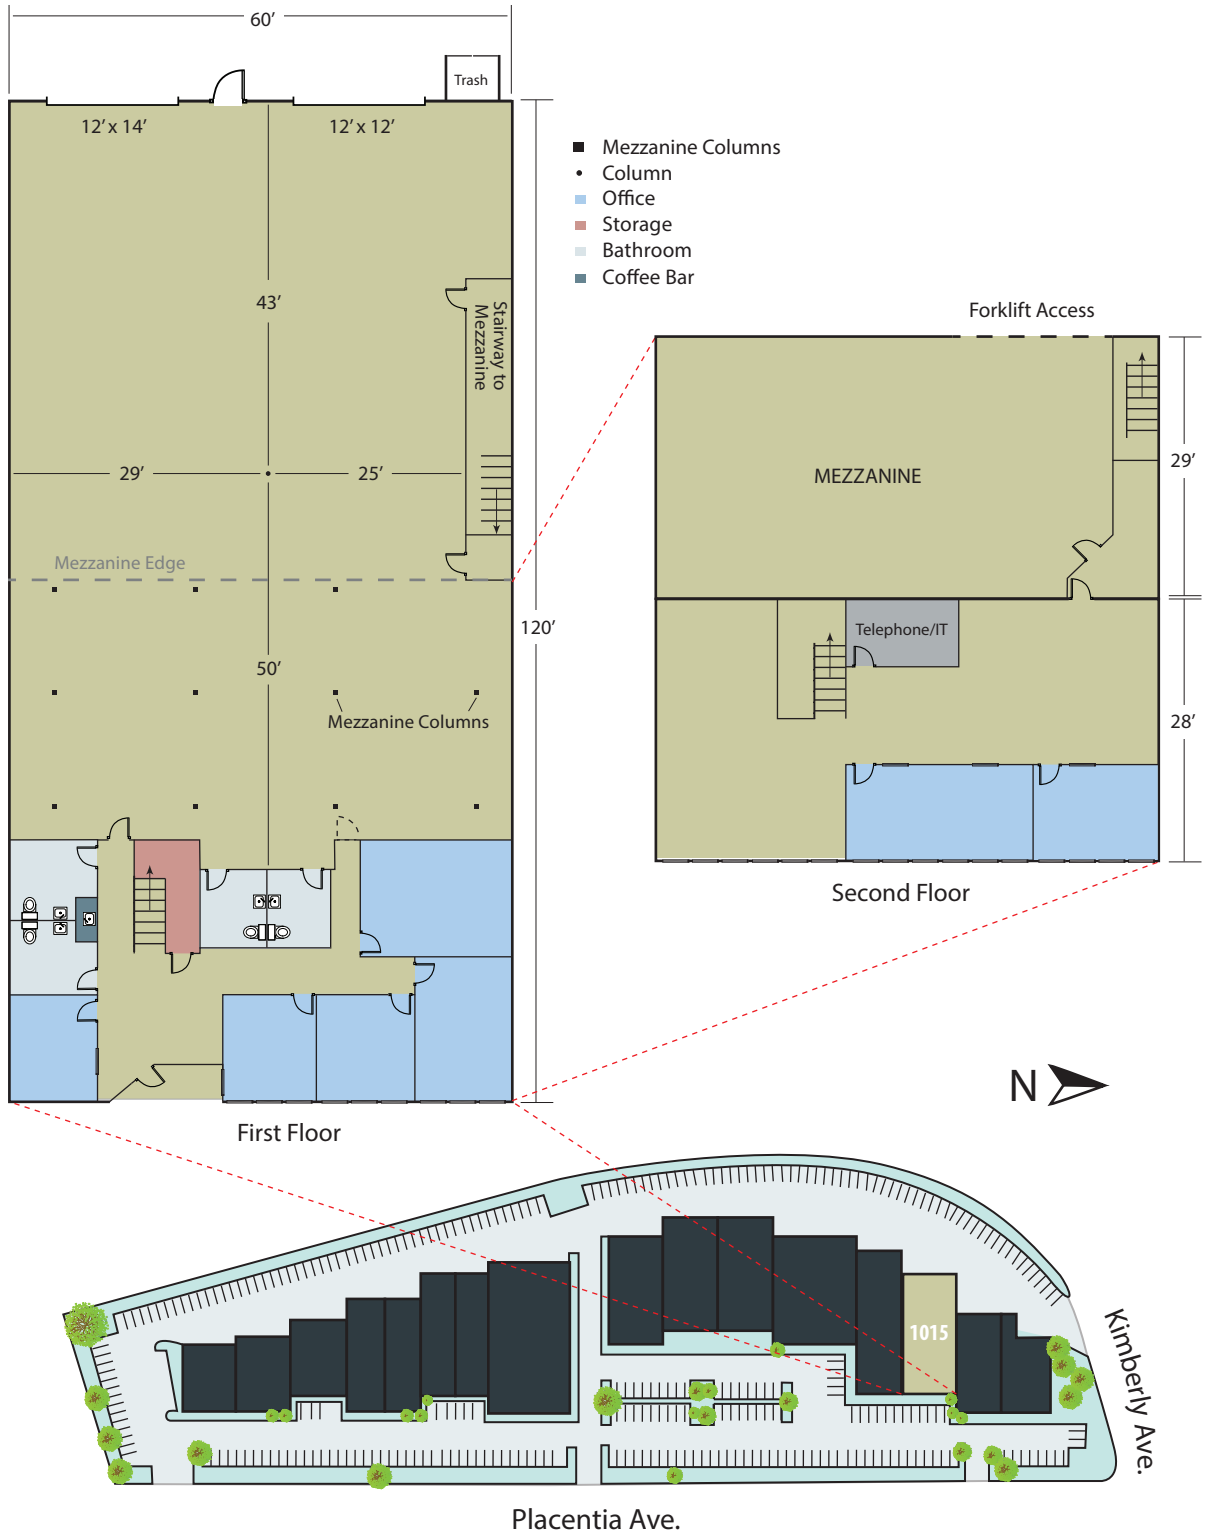 60’
Trash
12’ x 14’
12’ x 12’
Mezzanine Columns
Column
Office
Storage
Bathroom
Coffee Bar
43’
Stairway to
Mezzanine
Forklift Access
29’
25’
MEZZANINE
29’
Mezzanine Edge
120’
50’
Telephone/IT
Mezzanine Columns
28’
Second Floor
N
First Floor
1015
Kimberly Ave.
Placentia Ave.